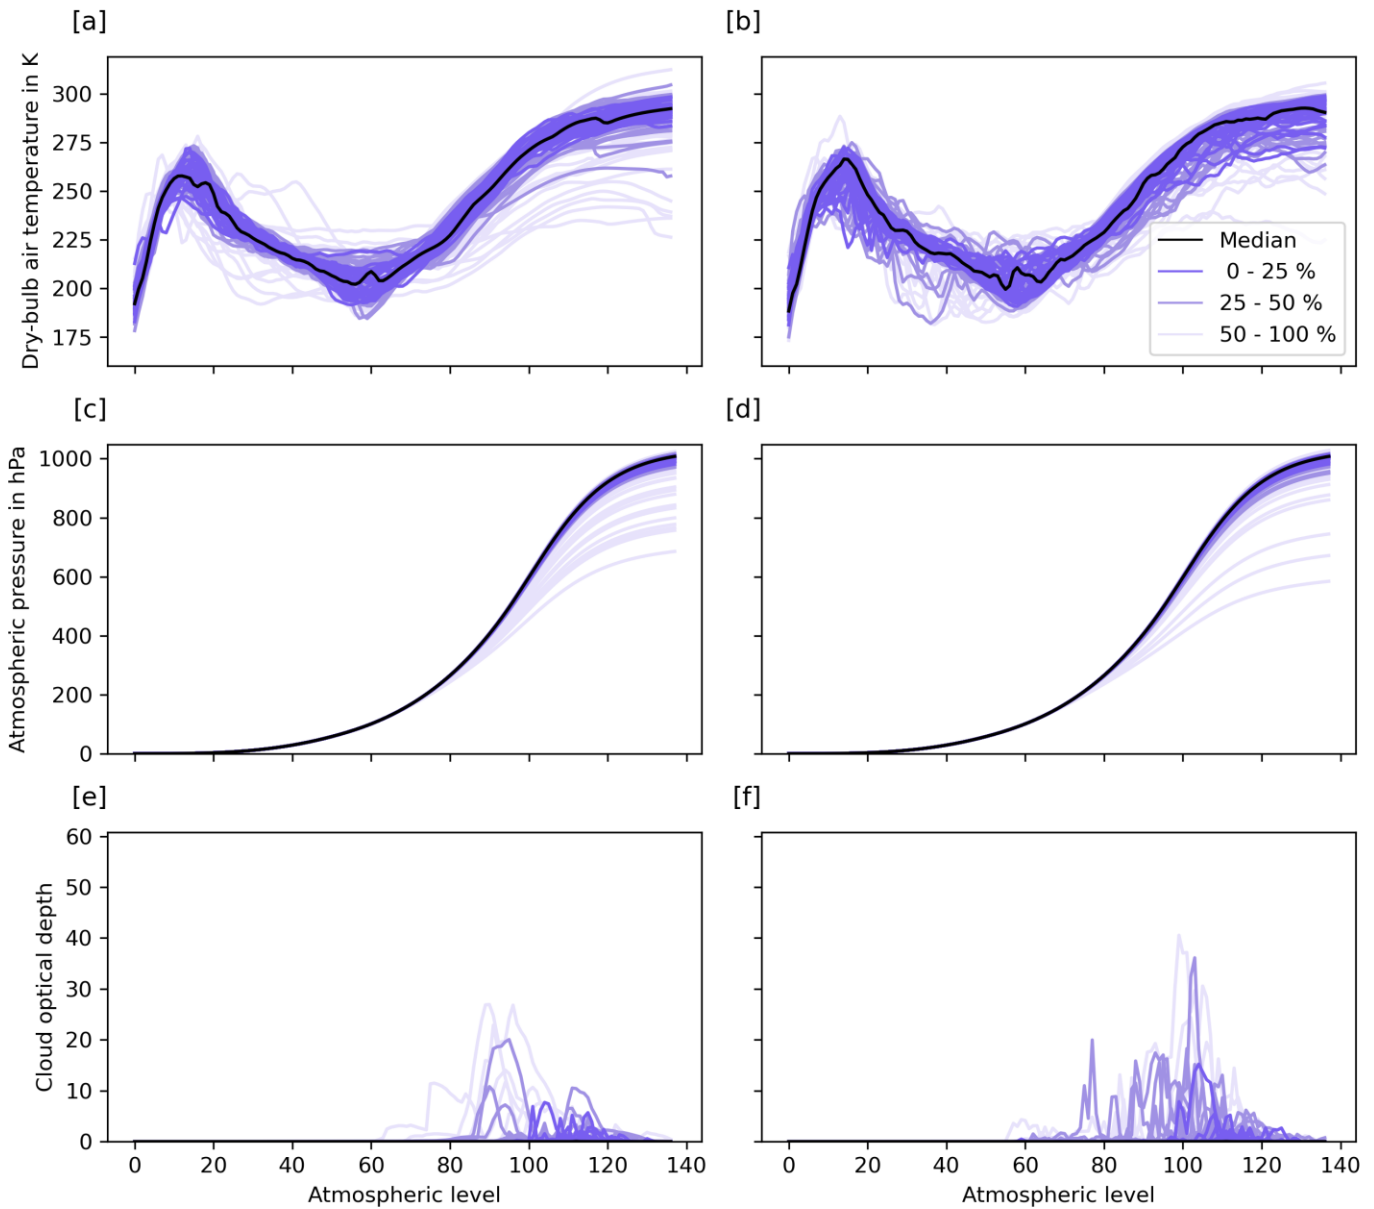 [a]
[b]
Dry-bulb air temperature in K
300
275
250
225
200
175
Median
0 - 25 %
25 - 50 %
50 - 100 %
[c]
[d]
Atmospheric pressure in hPa
1000
800
600
400
200
0
[e]
[f]
Cloud optical depth
60
50
40
30
20
10
0
0 20 40 60 80 100 120 140
0 20 40 60 80 100 120 140
Atmospheric level
Atmospheric level